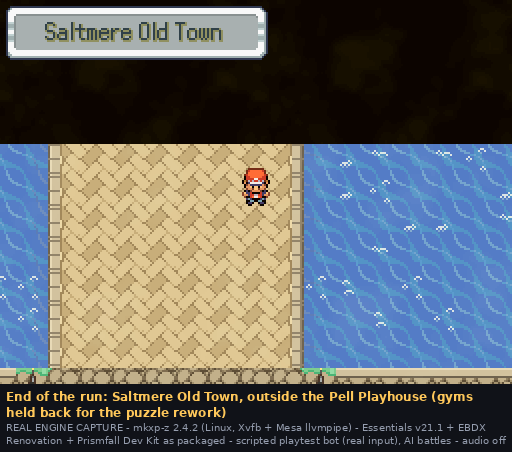 Saltmere Old Town
End of the run: Saltmere Old Town, outside the Pell Playhouse (gyms
held back for the puzzle rework)
REAL ENGINE CAPTURE - mkxp-z 2.4.2 (Linux, Xvfb + Mesa llvmpipe) - Essentials v21.1 + EBDX
Renovation + Prismfall Dev Kit as packaged - scripted playtest bot (real input), AI battles - audio off